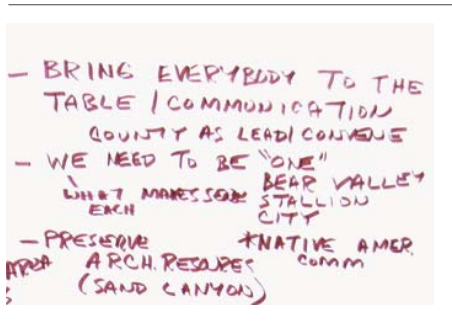 - BRING EVERYBODY TO THE
TABLE / COMMUNICATION
COUNTY AS LEAD/CONVENE
- WE NEED TO BE "ONE"
BEAR VALLEY
WHAT MAKES
EACH
STALLION
CITY
- PRESERVE
*NATIVE AMER.
COMM
AREA
ARCH. RESOURCES
(SAND CANYON)